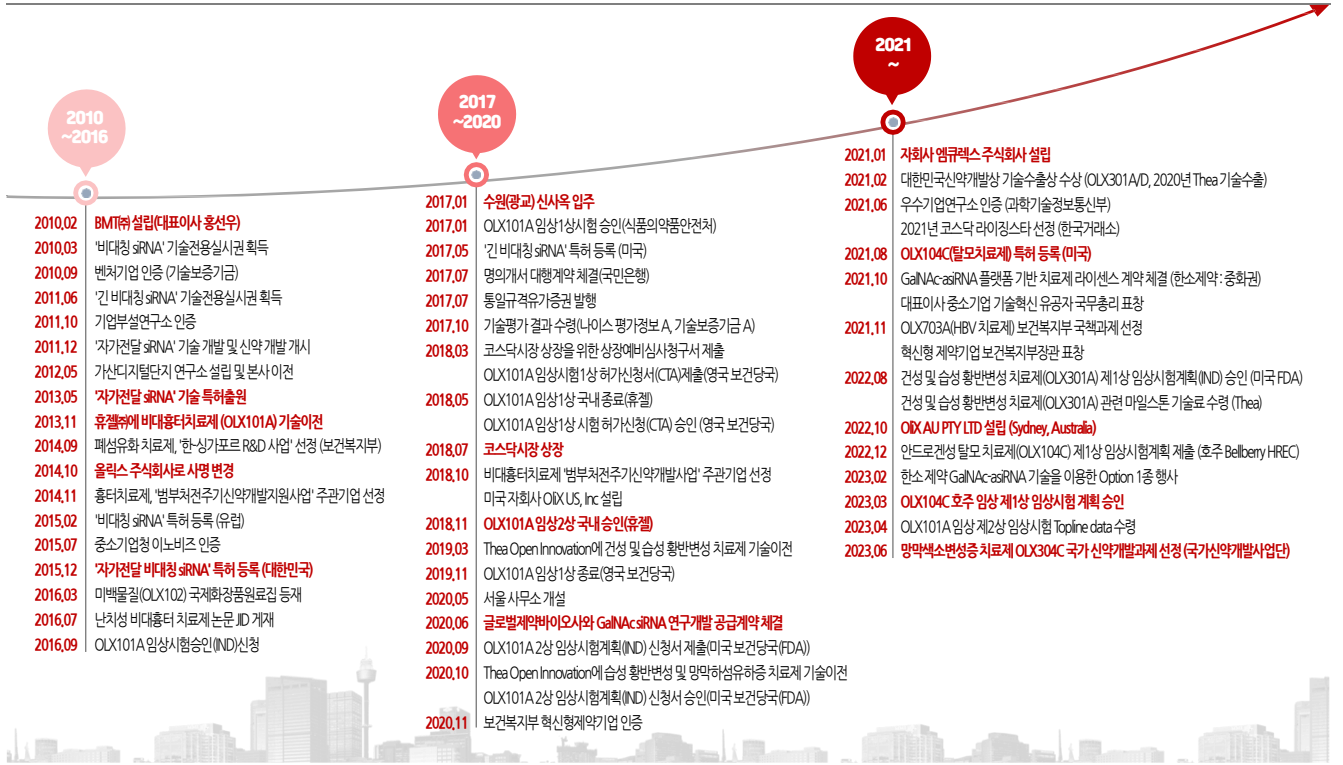 2010
~2016
2010.02 BMT㈜ 설립(대표이사 홍선우)
2010.03 '비대칭 siRNA' 기술전용실시권 획득
2010.09 벤처기업 인증 (기술보증기금)
2011.06 '긴 비대칭 siRNA' 기술전용실시권 획득
2011.10 기업부설연구소 인증
2011.12 '자가전달 siRNA' 기술 개발 및 신약 개발 개시
2012.05 가산디지털단지 연구소 설립 및 본사 이전
2013.05 '자가전달 siRNA' 기술 특허출원
2013.11 휴젤㈜에 비대흉터치료제 (OLX101A) 기술이전
2014.09 폐섬유화 치료제, '한-싱가포르 R&D 사업' 선정 (보건복지부)
2014.10 올릭스 주식회사로 사명 변경
2014.11 흉터치료제, '범부처전주기신약개발지원사업' 주관기업 선정
2015.02 '비대칭 siRNA' 특허 등록 (유럽)
2015.07 중소기업청 이노비즈 인증
2015.12 '자가전달 비대칭 siRNA' 특허 등록 (대한민국)
2016.03 미백물질(OLX102) 국제화장품원료집 등재
2016.07 난치성 비대흉터 치료제 논문 JID 게재
2016.09 OLX101A 임상시험승인(IND)신청
2017
~2020
2017.01 수원(광교) 신사옥 입주
2017.01 OLX101A 임상1상시험 승인(식품의약품안전처)
2017.05 '긴 비대칭 siRNA' 특허 등록 (미국)
2017.07 명의개서 대행계약 체결(국민은행)
2017.07 통일규격유가증권 발행
2017.10 기술평가 결과 수령(나이스 평가정보 A, 기술보증기금 A)
2018.03 코스닥시장 상장을 위한 상장예비심사청구서 제출
OLX101A 임상시험1상 허가신청서(CTA)제출(영국 보건당국)
2018.05 OLX101A 임상1상 국내 종료(휴젤)
OLX101A 임상1상 시험 허가신청(CTA) 승인 (영국 보건당국)
2018.07 코스닥시장 상장
2018.10 비대흉터치료제 '범부처전주기신약개발사업' 주관기업 선정
미국 자회사 OliX US, Inc 설립
2018.11 OLX101A 임상2상 국내 승인(휴젤)
2019.03 Thea Open Innovation에 건성 및 습성 황반변성 치료제 기술이전
2019.11 OLX101A 임상1상 종료(영국 보건당국)
2020.05 서울 사무소 개설
2020.06 글로벌제약바이오사와 GalNAc siRNA 연구개발 공급계약 체결
2020.09 OLX101A 2상 임상시험계획(IND) 신청서 제출(미국 보건당국(FDA))
2020.10 Thea Open Innovation에 습성 황반변성 및 망막하섬유하증 치료제 기술이전
OLX101A 2상 임상시험계획(IND) 신청서 승인(미국 보건당국(FDA))
2020.11 보건복지부 혁신형제약기업 인증
2021
~
2021.01 자회사 엠큐렉스 주식회사 설립
2021.02 대한민국신약개발상 기술수출상 수상 (OLX301A/D, 2020년 Thea 기술수출)
2021.06 우수기업연구소 인증 (과학기술정보통신부)
2021년 코스닥 라이징스타 선정 (한국거래소)
2021.08 OLX104C(탈모치료제) 특허 등록 (미국)
2021.10 GalNAc-asiRNA 플랫폼 기반 치료제 라이센스 계약 체결 (한소제약 : 중화권)
대표이사 중소기업 기술혁신 유공자 국무총리 표창
2021.11 OLX703A(HBV 치료제) 보건복지부 국책과제 선정
혁신형 제약기업 보건복지부장관 표창
2022.08 건성 및 습성 황반변성 치료제(OLX301A) 제1상 임상시험계획(IND) 승인 (미국 FDA)
건성 및 습성 황반변성 치료제(OLX301A) 관련 마일스톤 기술료 수령 (Thea)
2022.10 OliX AU PTY LTD 설립 (Sydney, Australia)
2022.12 안드로겐성 탈모 치료제(OLX104C) 제1상 임상시험계획 제출 (호주 Bellberry HREC)
2023.02 한소 제약 GalNAc-asiRNA 기술을 이용한 Option 1종 행사
2023.03 OLX104C 호주 임상 제1상 임상시험 계획 승인
2023.04 OLX101A 임상 제2상 임상시험 Topline data 수령
2023.06 망막색소변성증 치료제 OLX304C 국가 신약개발과제 선정 (국가신약개발사업단)